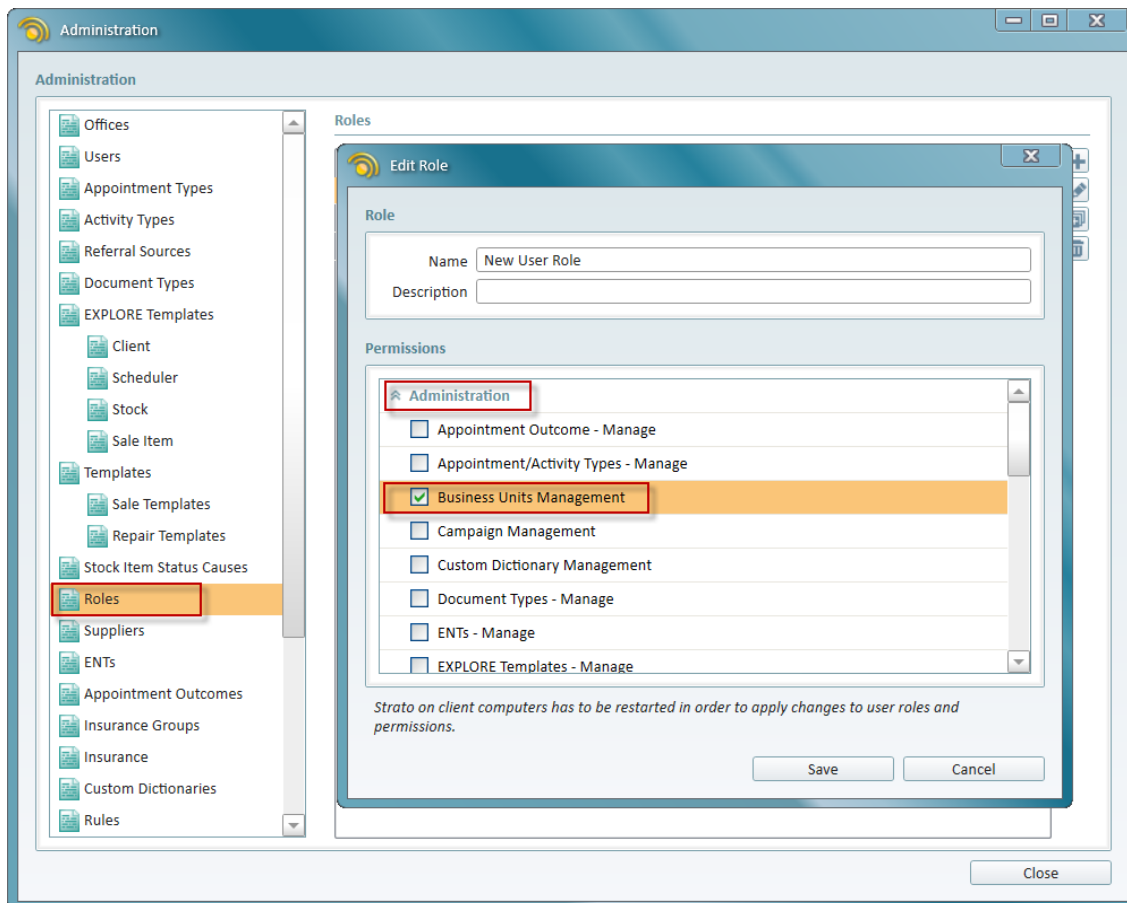 Administration
Administration
Offices
Users
Appointment Types
Activity Types
Referral Sources
Document Types
EXPLORE Templates
Client
Scheduler
Stock
Sale Item
Templates
Sale Templates
Repair Templates
Stock Item Status Causes
Roles
Suppliers
ENTs
Appointment Outcomes
Insurance Groups
Insurance
Custom Dictionaries
Rules
Roles
Edit Role
Role
Name New User Role
Description
Permissions
Administration
Appointment Outcome - Manage
Appointment/Activity Types - Manage
Business Units Management
Campaign Management
Custom Dictionary Management
Document Types - Manage
ENTs - Manage
EXPLORE Templates - Manage
Strato on client computers has to be restarted in order to apply changes to user roles and
permissions.
Save Cancel
Close